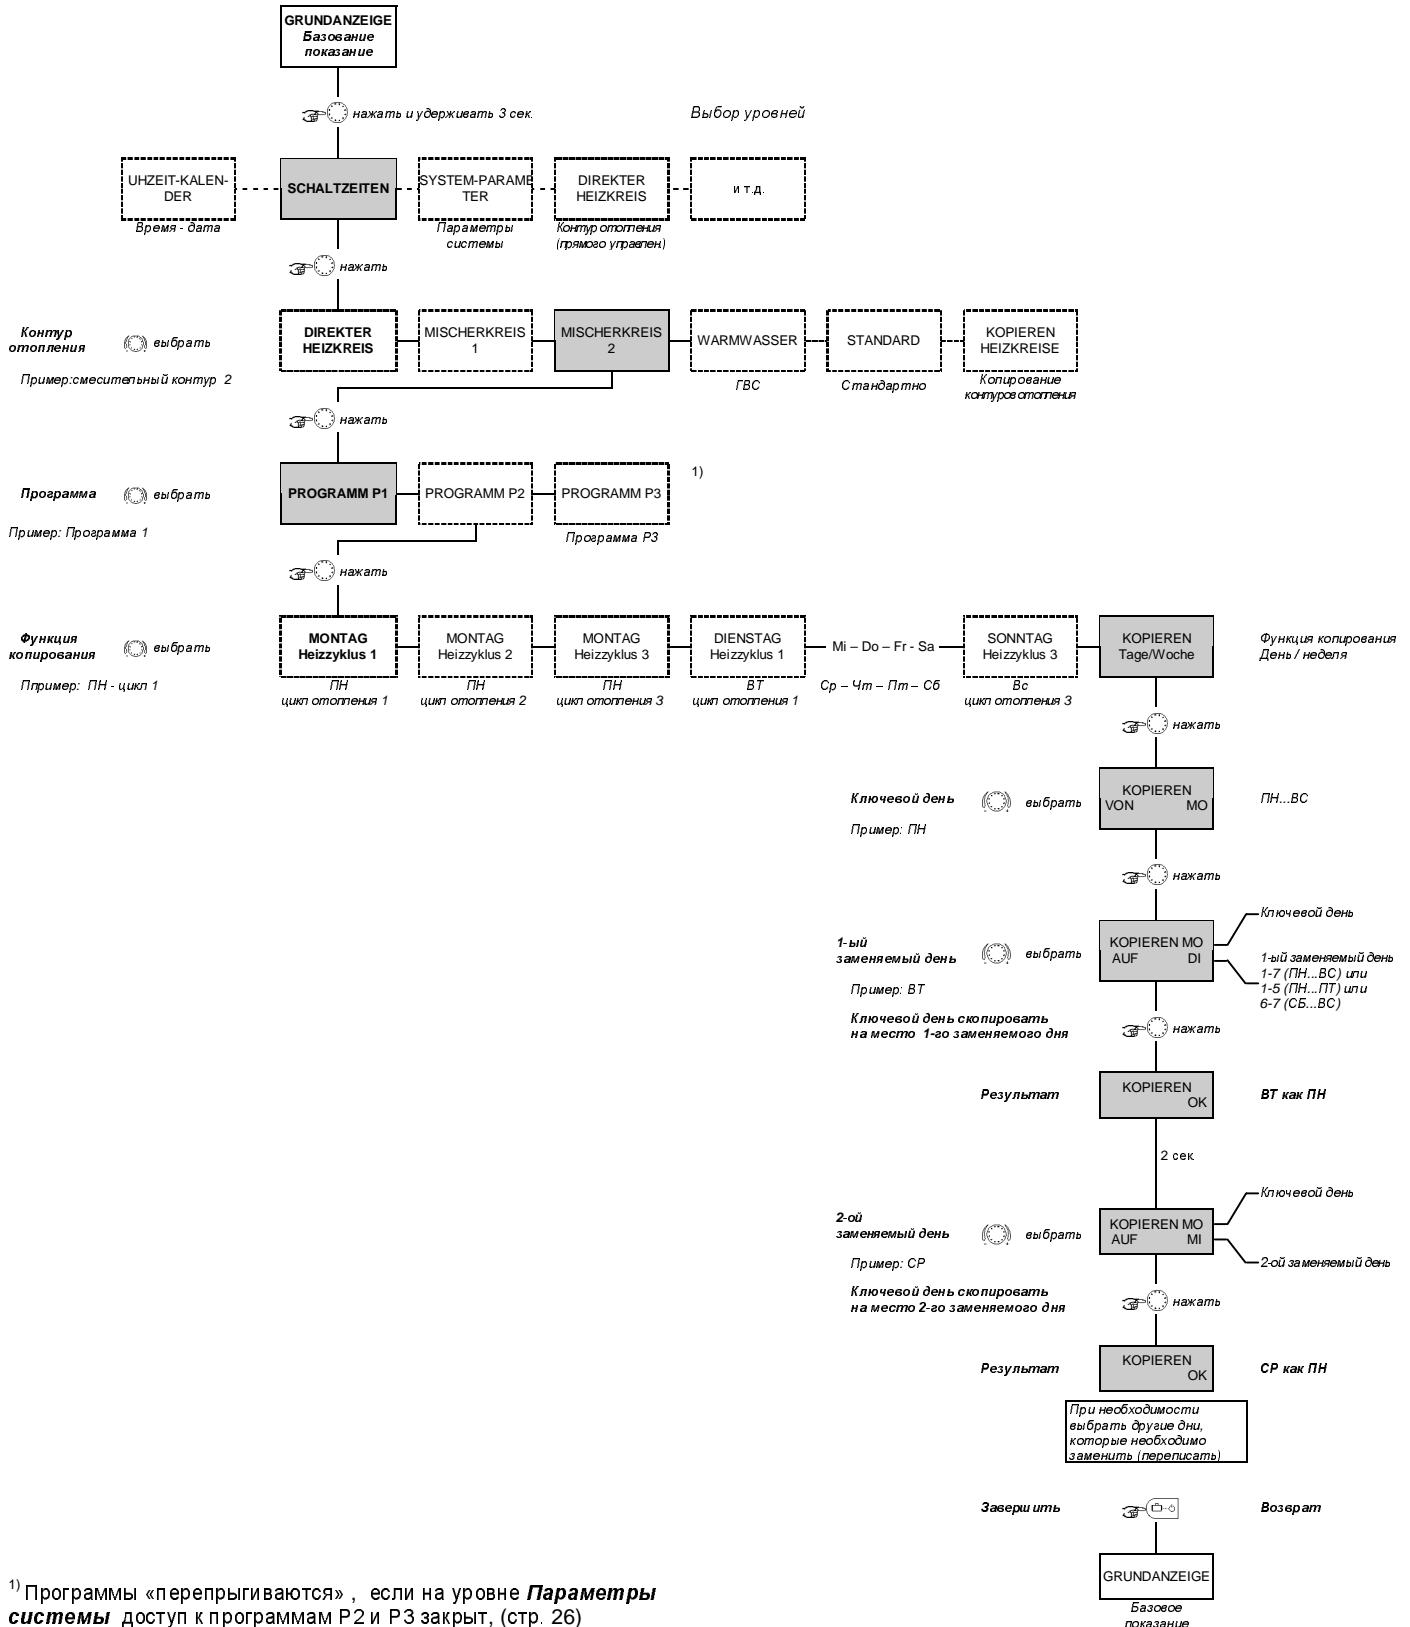 GRUNDANZEIGE
Базование
показание
нажать и удерживать 3 сек.
Выбор уровней
UHZEIT-KALEN-
DER
SCHALTZEITEN
SYSTEM-PARAME
TER
DIREKTER
HEIZKREIS
и т.д.
Время - дата
Параметры
системы
Контур отопления
(прямого управлен.)
нажать
Контур
отопления
выбрать
DIREKTER
HEIZKREIS
MISCHERKREIS
1
MISCHERKREIS
2
WARMWASSER
STANDARD
KOPIEREN
HEIZKREISE
Пример:смесительный контур 2
ГВС
Стандартно
Копирование
контуров отопления
нажать
Программа
выбрать
PROGRAMM P1
PROGRAMM P2
PROGRAMM P3
1)
Пример: Программа 1
Программа P3
нажать
Функция
копирования
выбрать
MONTAG
Heizzyklus 1
MONTAG
Heizzyklus 2
MONTAG
Heizzyklus 3
DIENSTAG
Heizzyklus 1
Mi – Do – Fr - Sa
SONNTAG
Heizzyklus 3
KOPIEREN
Tage/Woche
Функция копирования
День / неделя
Ппример: ПН - цикл 1
ПН
цикл отопления 1
ПН
цикл отопления 2
ПН
цикл отопления 3
ВТ
цикл отопления 1
Ср – Чт – Пт – Сб
Вс
цикл отопления 3
нажать
Ключевой день
выбрать
KOPIEREN
VON MO
ПН...ВС
Пример: ПН
нажать
Ключевой день
1-ый
заменяемый день
выбрать
KOPIEREN MO
AUF DI
1-ый заменяемый день
1-7 (ПН...ВС) или
1-5 (ПН...ПТ) или
6-7 (СБ...ВС)
Пример: ВТ
Ключевой день скопировать
на место 1-го заменяемого дня
нажать
Результат
KOPIEREN
OK
ВТ как ПН
2 сек
Ключевой день
2-ой
заменяемый день
выбрать
KOPIEREN MO
AUF MI
2-ой заменяемый день
Пример: СР
Ключевой день скопировать
на место 2-го заменяемого дня
нажать
Результат
KOPIEREN
OK
СР как ПН
При необходимости
выбрать другие дни,
которые необходимо
заменить (переписать)
Завершить
Возврат
GRUNDANZEIGE
Базовое
показание
1) Программы «перепрыгиваются» , если на уровне Параметры
системы доступ к программам P2 и P3 закрыт, (стр. 26)